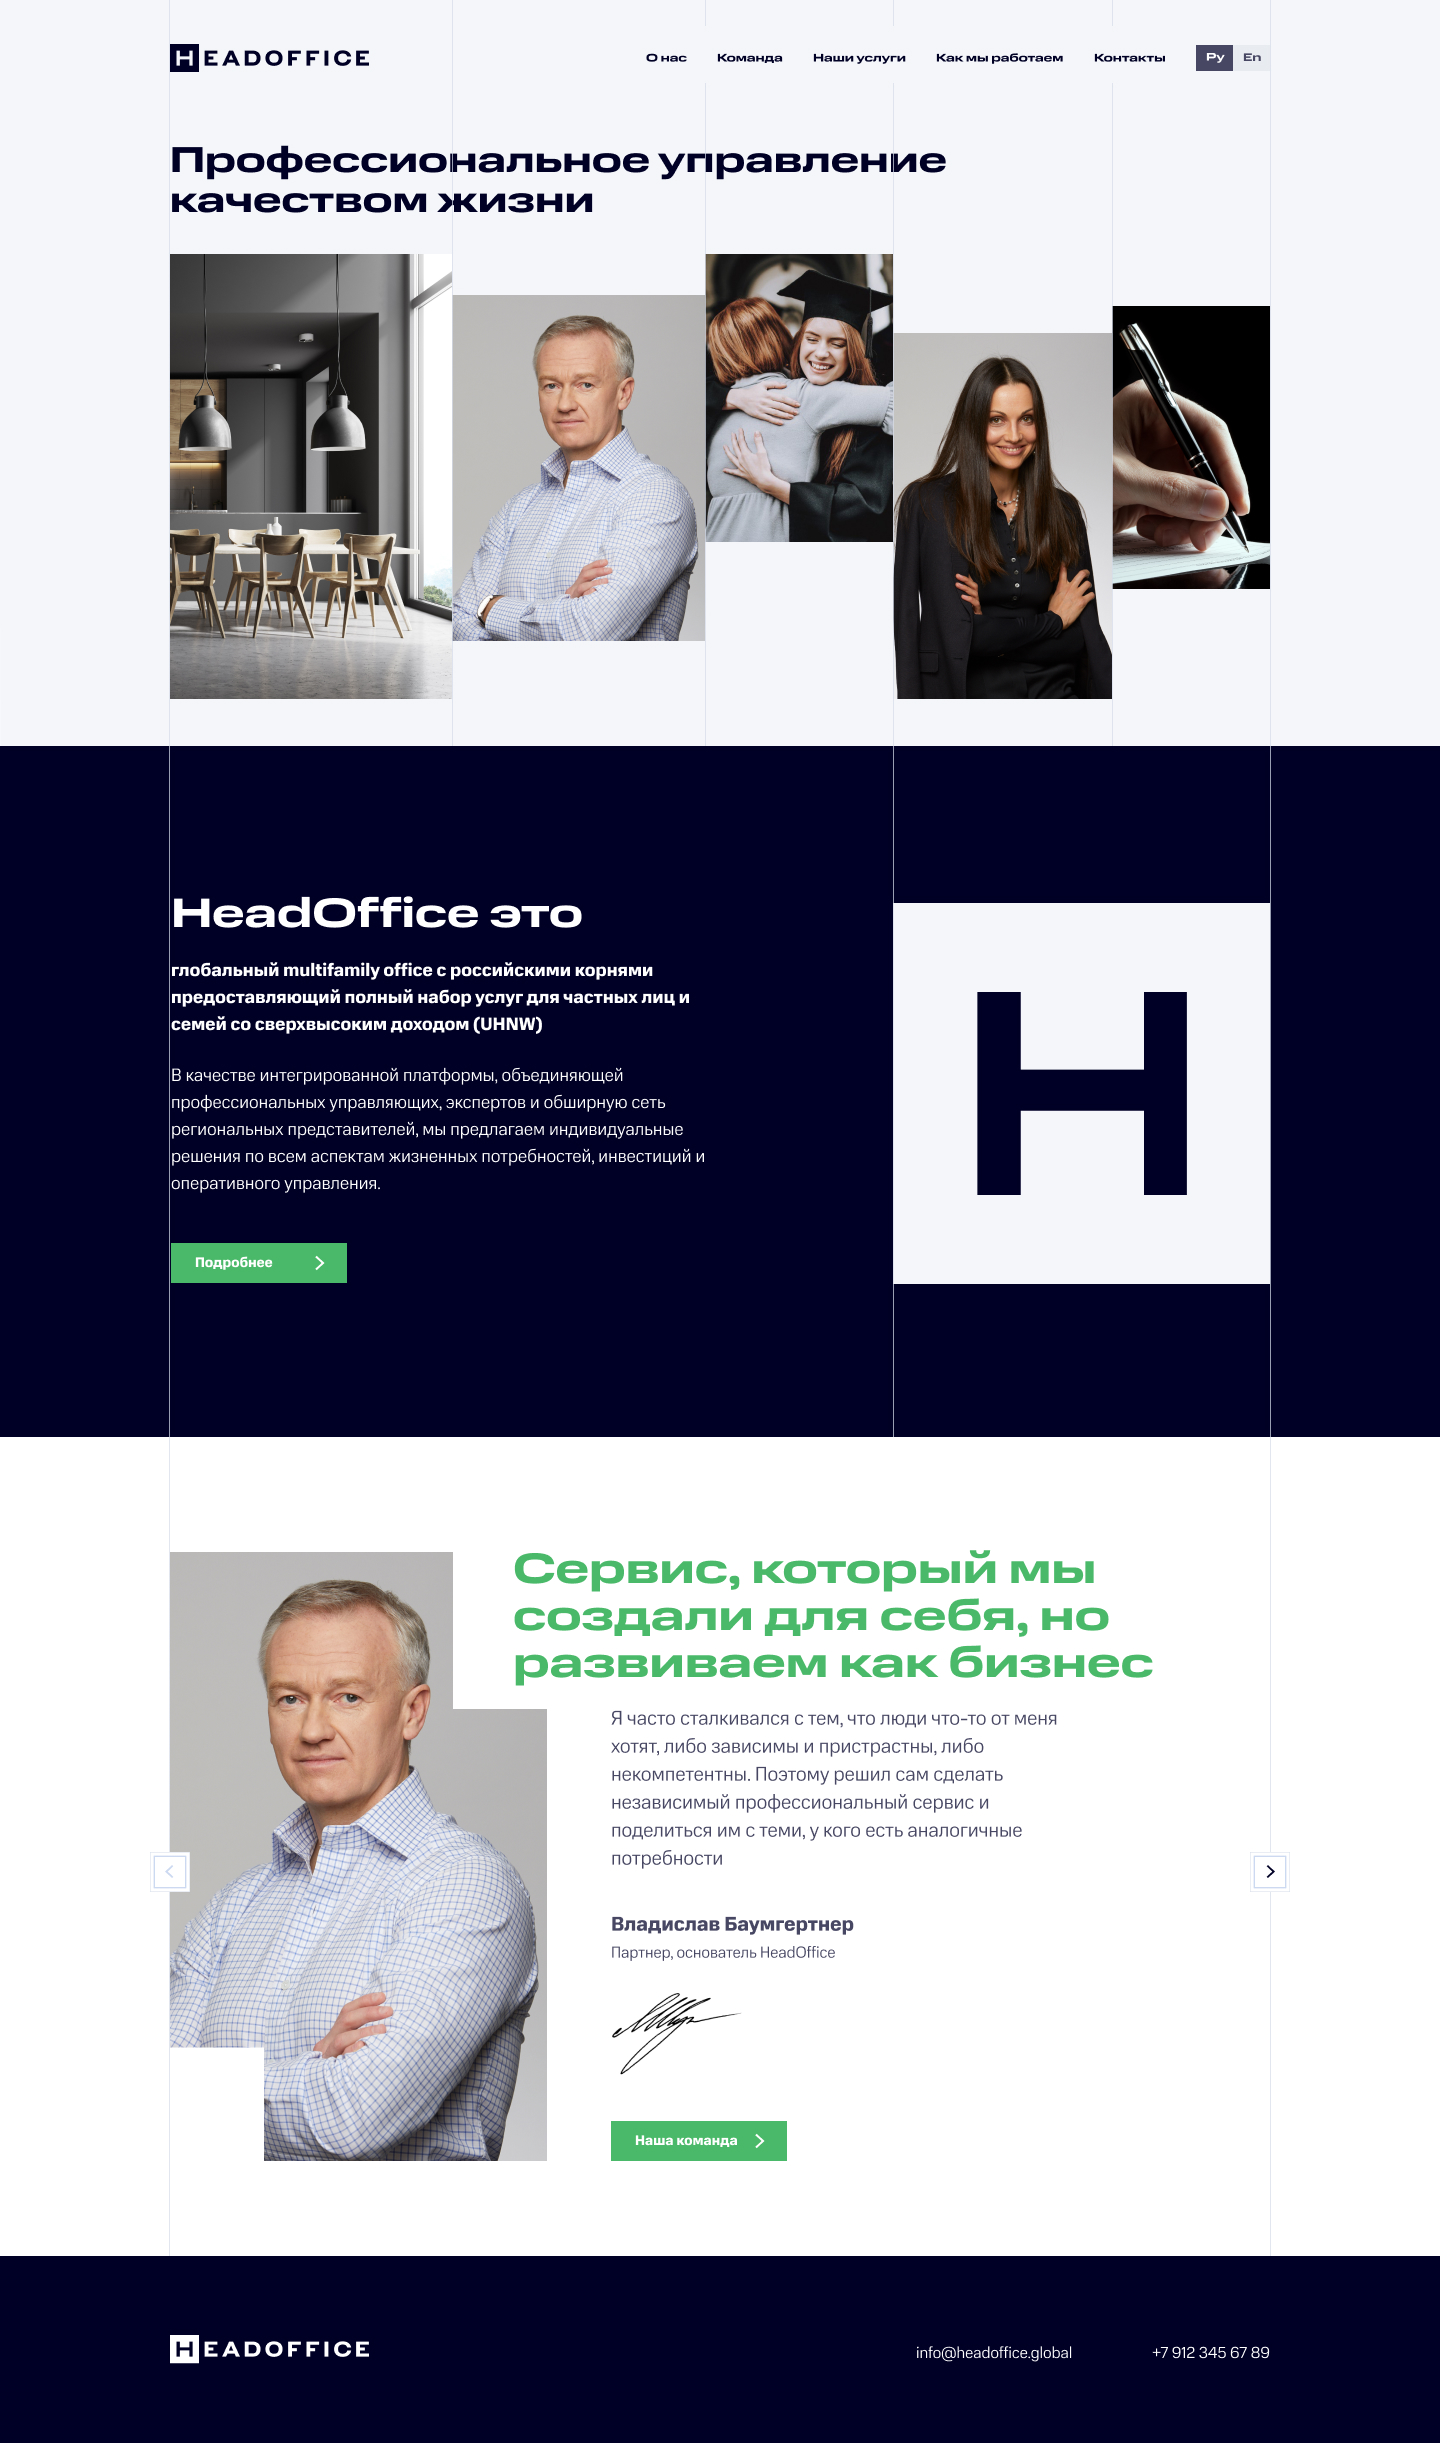 HEADOFFICE
О нас
Команда
Наши услуги
Как мы работаем
Контакты
Ру
En
Профессиональное управление
качеством жизни
HeadOffice это
глобальный multifamily office с российскими корнями
предоставляющий полный набор услуг для частных лиц и
семей со сверхвысоким доходом (UHNW)
В качестве интегрированной платформы, объединяющей
профессиональных управляющих, экспертов и обширную сеть
региональных представителей, мы предлагаем индивидуальные
решения по всем аспектам жизненных потребностей, инвестиций и
оперативного управления.
Подробнее
H
Сервис, который мы
создали для себя, но
развиваем как бизнес
Я часто сталкивался с тем, что люди что-то от меня
хотят, либо зависимы и пристрастны, либо
некомпетентны. Поэтому решил сам сделать
независимый профессиональный сервис и
поделиться им с теми, у кого есть аналогичные
потребности
Владислав Баумгертнер
Партнер, основатель HeadOffice
Наша команда
HEADOFFICE
info@headoffice.global
+7 912 345 67 89